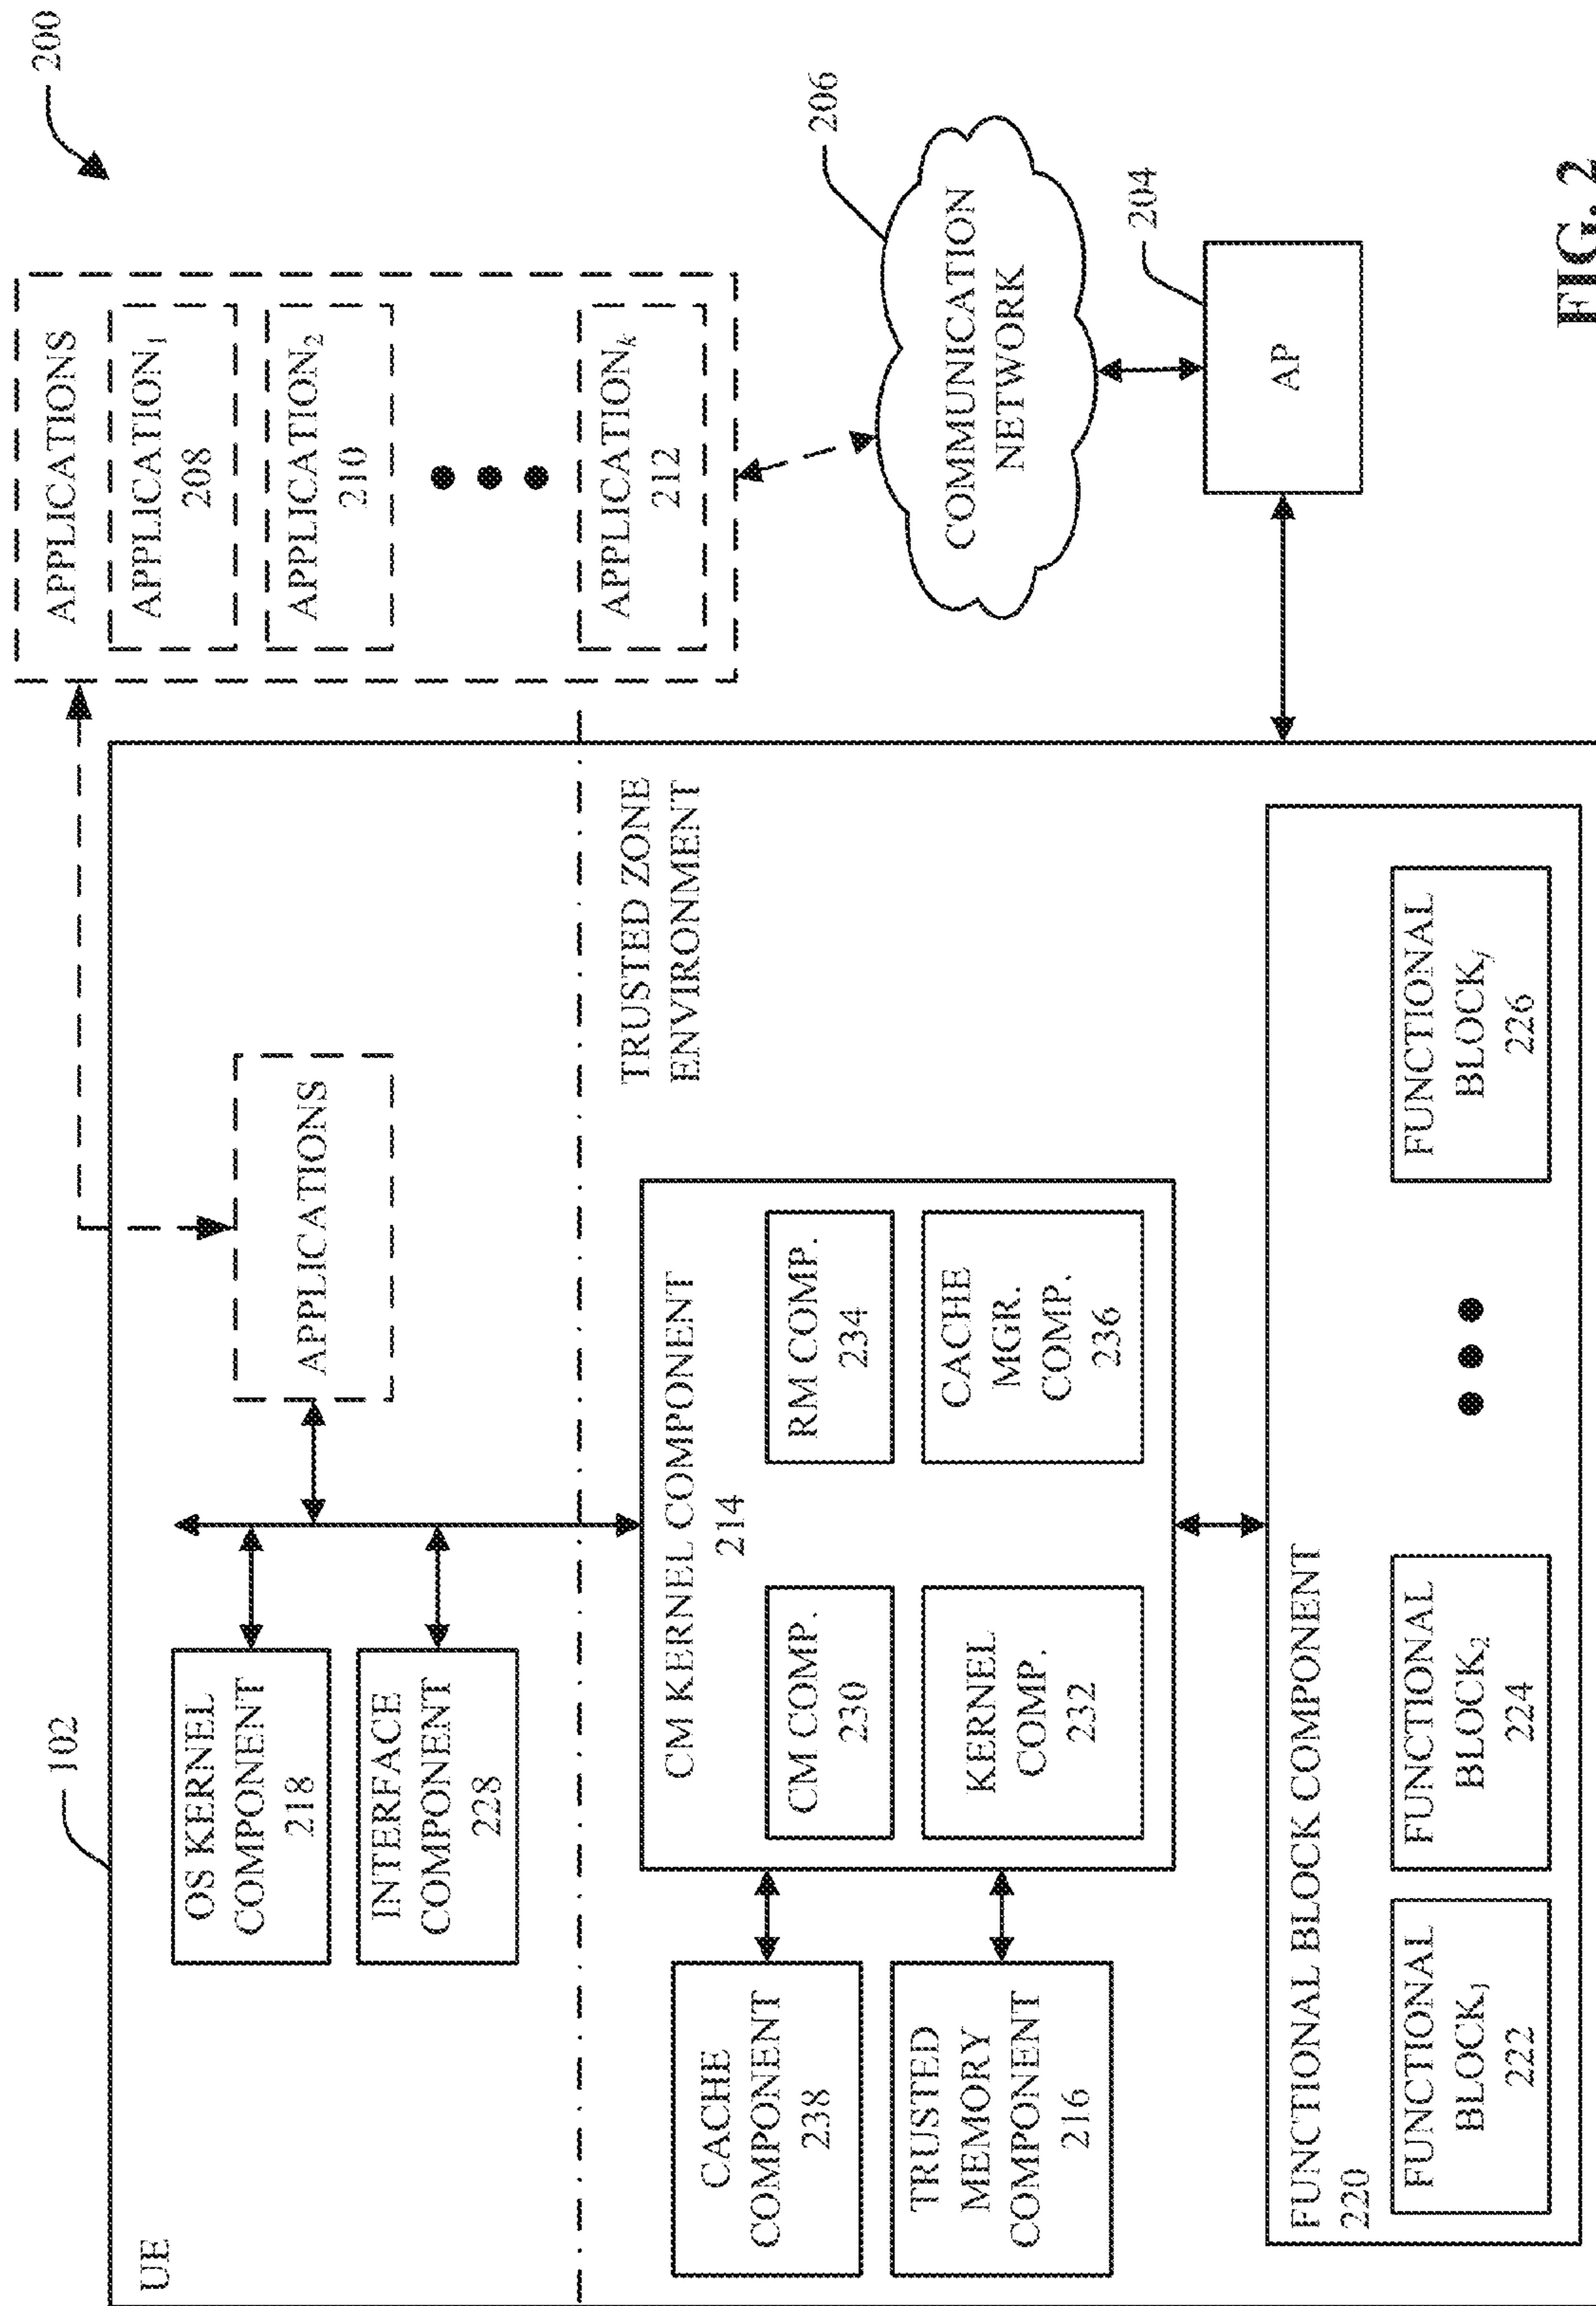 200
102
UE
OS KERNEL
COMPONENT
218
INTERFACE
COMPONENT
228
APPLICATIONS
APPLICATIONS
APPLICATION1
208
APPLICATION2
210
APPLICATIONk
212
TRUSTED ZONE
ENVIRONMENT
CACHE
COMPONENT
238
TRUSTED
MEMORY
COMPONENT
216
CM KERNEL COMPONENT
214
CM COMP.
230
RM COMP.
234
KERNEL
COMP.
232
CACHE
MGR.
COMP.
236
206
COMMUNICATION
NETWORK
204
AP
FUNCTIONAL BLOCK COMPONENT
220
FUNCTIONAL
BLOCK1
222
FUNCTIONAL
BLOCK2
224
FUNCTIONAL
BLOCKj
226
FIG. 2